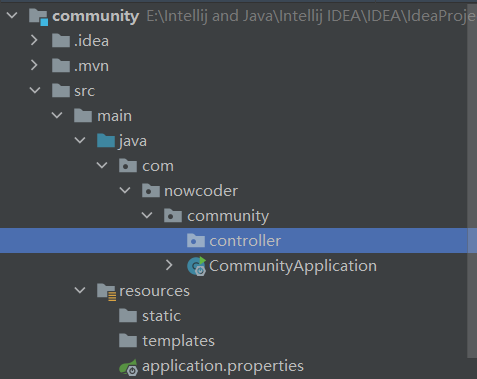 community E:\Intellij and Java\Intellij IDEA\IDEA\IdeaProje
.idea
.mvn
src
main
java
com
nowcoder
community
controller
CommunityApplication
resources
static
templates
application.properties